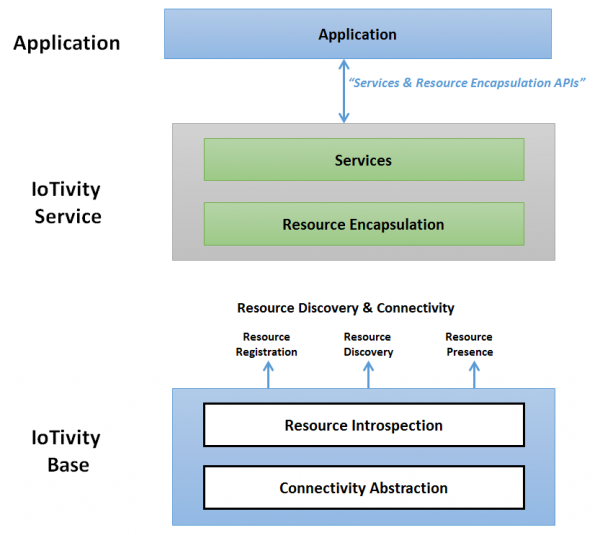 Application
Application
“Services & Resource Encapsulation APIs”
IoTivity
Service
Services
Resource Encapsulation
Resource Discovery & Connectivity
Resource
Registration
Resource
Discovery
Resource
Presence
IoTivity
Base
Resource Introspection
Connectivity Abstraction